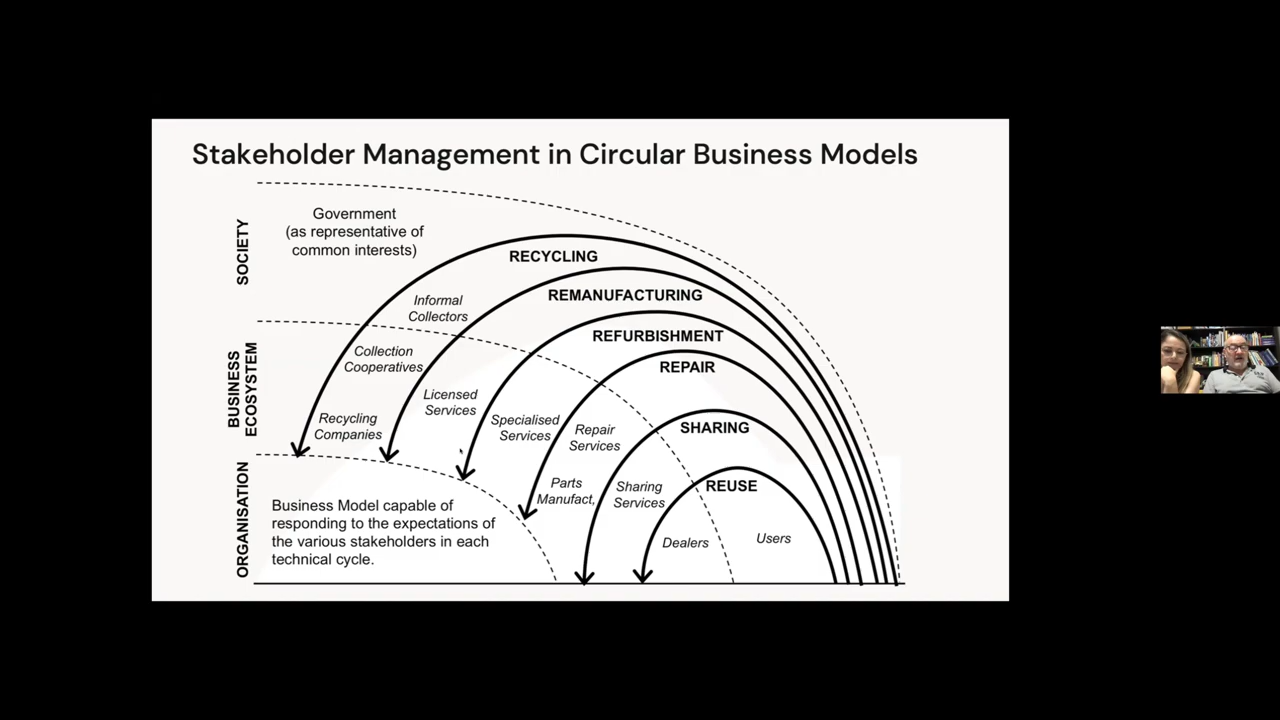 Stakeholder Management in Circular Business Models
SOCIETY
Government
(as representative of
common interests)
RECYCLING
REMANUFACTURING
REFURBISHMENT
REPAIR
SHARING
REUSE
Informal
Collectors
BUSINESS
ECOSYSTEM
Collection
Cooperatives
Recycling
Companies
Licensed
Services
Specialised
Services
Repair
Services
Parts
Manufact,
Sharing
Services
Dealers
Users
ORGANISATION
Business Model capable of
responding to the expectations of
the various stakeholders in each
technical cycle.